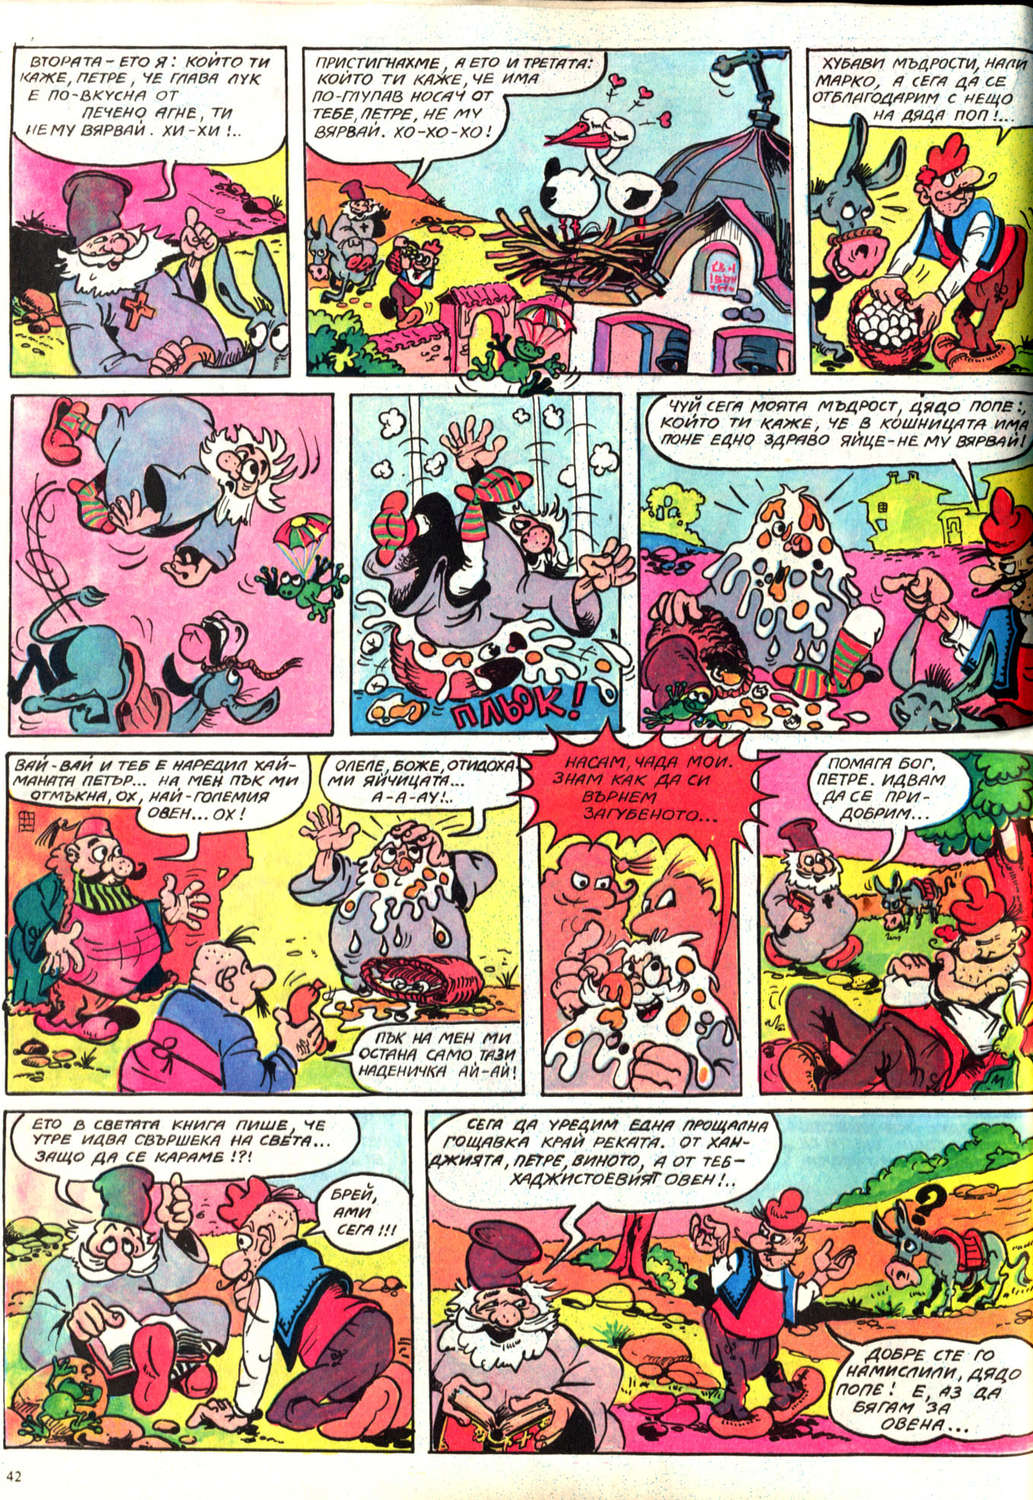 ВТОРАТА - ЕТО Я: КОЙТО ТИ
КАЖЕ, ПЕТРЕ, ЧЕ ГЛАВА ЛУК
Е ПО-ВКУСНА ОТ
ПЕЧЕНО АГНЕ, ТИ
НЕ МУ ВЯРВАЙ. ХИ-ХИ!..
ПРИСТИГНАХМЕ, А ЕТО И ТРЕТАТА:
КОЙТО ТИ КАЖЕ, ЧЕ ИМА
ПО-ГЛУПАВ НОСАЧ ОТ
ТЕБЕ, ПЕТРЕ, НЕ МУ
ВЯРВАЙ. ХО-ХО-ХО!
ХУБАВИ МЪДРОСТИ, НАЛИ
МАРКО, А СЕГА ДА СЕ
ОТБЛАГОДАРИМ С НЕЩО
НА ДЯДА ПОП!...
ПЛЬОК!
ЧУЙ СЕГА МОЯТА МЪДРОСТ, ДЯДО ПОПЕ:
КОЙТО ТИ КАЖЕ, ЧЕ В КОШНИЦАТА ИМА
ПОНЕ ЕДНО ЗДРАВО ЯЙЦЕ-НЕ МУ ВЯРВАЙ!
ВАЙ-ВАЙ И ТЕБ Е НАРЕДИЛ ХАЙ-
МАНАТА ПЕТЪР... НА МЕН ПЪК МИ
ОТМЪКНА, ОХ, НАЙ-ГОЛЕМИЯ
ОВЕН... ОХ!
ОЛЕЛЕ, БОЖЕ, ОТИДОХА
МИ ЯЙЧИЦАТА...
А-А-АУ!..
ПЪК НА МЕН МИ
ОСТАНА САМО ТАЗИ
НАДЕНИЧКА АЙ-АЙ!
НАСАМ, ЧАДА МОИ.
ЗНАМ КАК ДА СИ
ВЪРНЕМ
ЗАГУБЕНОТО...
ПОМАГА БОГ,
ПЕТРЕ. ИДВАМ
ДА СЕ ПРИ-
ДОБРИМ...
ЕТО В СВЕТАТА КНИГА ПИШЕ, ЧЕ
УТРЕ ИДВА СВЪРШЕКА НА СВЕТА...
ЗАЩО ДА СЕ КАРАМЕ!?!
БРЕЙ,
АМИ
СЕГА!!!
СЕГА ДА УРЕДИМ ЕДНА ПРОЩАЛНА
ГОЩАВКА КРАЙ РЕКАТА. ОТ ХАН-
ДЖИЯТА, ПЕТРЕ, ВИНОТО, А ОТ ТЕБ-
ХАДЖИСТОЕВИЯТ ОВЕН!..
?
ДОБРЕ СТЕ ГО
НАМИСЛИЛИ, ДЯДО
ПОПЕ! Е, АЗ ДА
БЯГАМ ЗА
ОВЕНА...
42